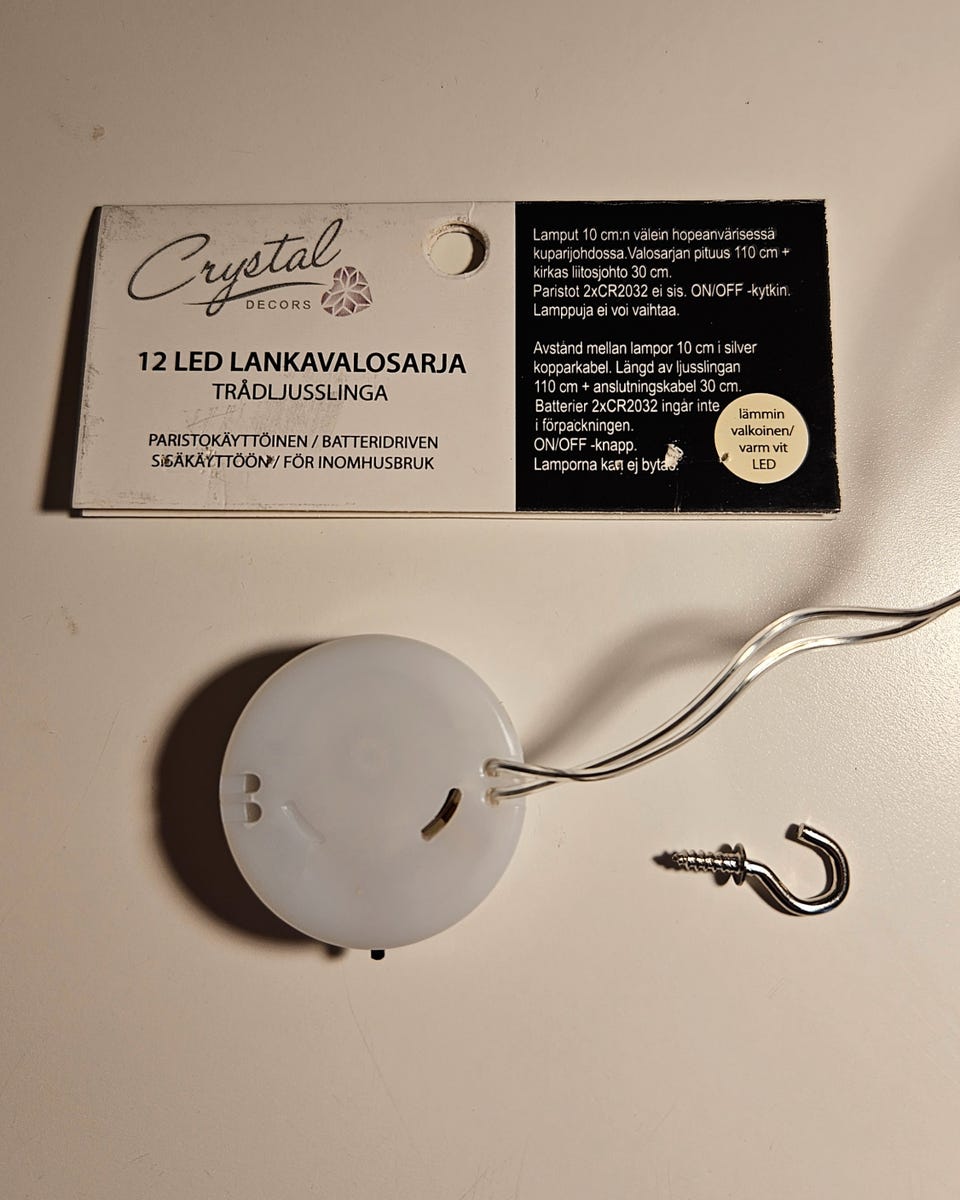 Crystal
DECORS
12 LED LANKAVALOSARJA
TRÅDLJUSSLINGA
PARISTOKÄYTTÖINEN / BATTERIDRIVEN
SISÄKÄYTTÖÖN / FÖR INOMHUSBRUK
Lamput 10 cm:n välein hopeanvärisessä
kuparijohdossa.Valosarjan pituus 110 cm +
kirkas liitosjohto 30 cm.
Paristot 2xCR2032 ei sis. ON/OFF -kytkin.
Lamppuja ei voi vaihtaa.
Avstånd mellan lampor 10 cm i silver
kopparkabel. Längd av ljusslingan
110 cm + anslutningskabel 30 cm.
Batterier 2xCR2032 ingår inte
i förpackningen.
ON/OFF -knapp.
Lamporna kan ej bytas.
lämmin
valkoinen/
varm vit
LED